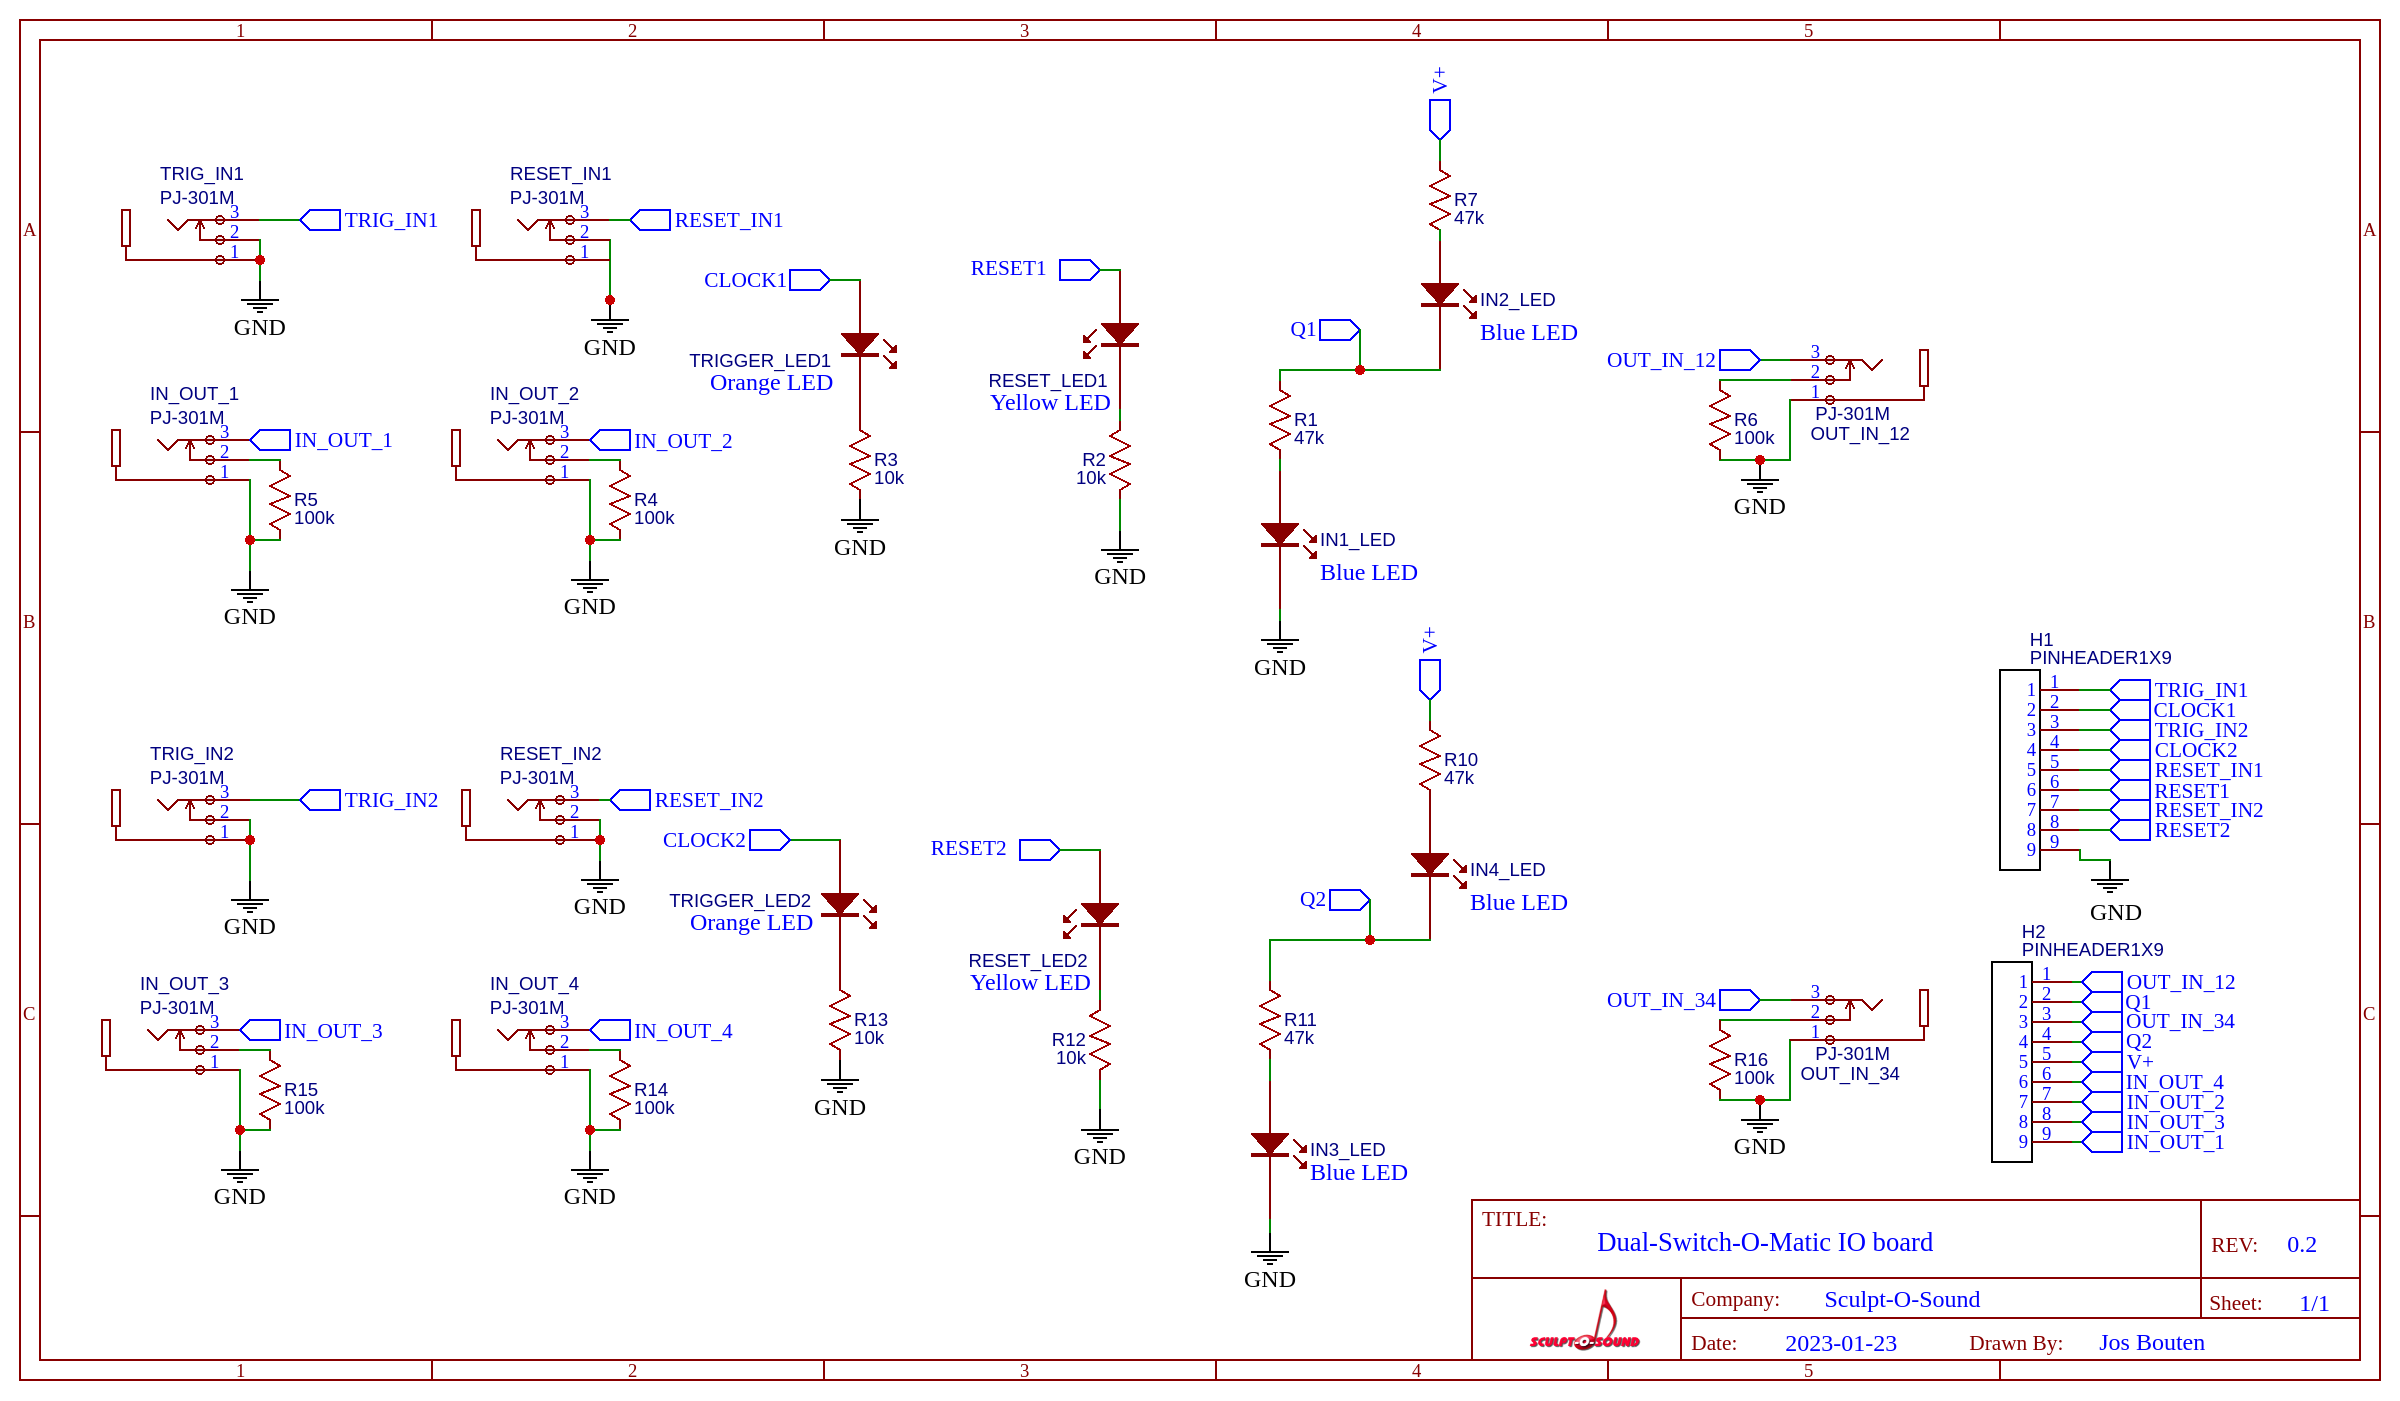 1 2 3 4 5
A A
B B
C C
V+
R7
47k
IN2_LED
Blue LED
TRIG_IN1
PJ-301M
3
2
1
TRIG_IN1
GND
RESET_IN1
PJ-301M
3
2
1
RESET_IN1
GND
CLOCK1
TRIGGER_LED1
Orange LED
R3
10k
GND
RESET1
RESET_LED1
Yellow LED
R2
10k
GND
Q1
R1
47k
IN1_LED
Blue LED
GND
OUT_IN_12
3
2
1
PJ-301M
OUT_IN_12
R6
100k
GND
IN_OUT_1
PJ-301M
3
2
1
IN_OUT_1
R5
100k
GND
IN_OUT_2
PJ-301M
3
2
1
IN_OUT_2
R4
100k
GND
V+
R10
47k
IN4_LED
Blue LED
TRIG_IN2
PJ-301M
3
2
1
TRIG_IN2
GND
RESET_IN2
PJ-301M
3
2
1
RESET_IN2
GND
CLOCK2
TRIGGER_LED2
Orange LED
R13
10k
GND
RESET2
RESET_LED2
Yellow LED
R12
10k
GND
Q2
R11
47k
IN3_LED
Blue LED
GND
IN_OUT_3
PJ-301M
3
2
1
IN_OUT_3
R15
100k
GND
IN_OUT_4
PJ-301M
3
2
1
IN_OUT_4
R14
100k
GND
OUT_IN_34
3
2
1
PJ-301M
OUT_IN_34
R16
100k
GND
H1
PINHEADER1X9
1 1 TRIG_IN1
2 2 CLOCK1
3 3 TRIG_IN2
4 4 CLOCK2
5 5 RESET_IN1
6 6 RESET1
7 7 RESET_IN2
8 8 RESET2
9 9
GND
H2
PINHEADER1X9
1 1 OUT_IN_12
2 2 Q1
3 3 OUT_IN_34
4 4 Q2
5 5 V+
6 6 IN_OUT_4
7 7 IN_OUT_2
8 8 IN_OUT_3
9 9 IN_OUT_1
TITLE:
Dual-Switch-O-Matic IO board
REV: 0.2
SCULPT-O-SOUND
Company: Sculpt-O-Sound
Sheet: 1/1
Date: 2023-01-23
Drawn By: Jos Bouten
1 2 3 4 5